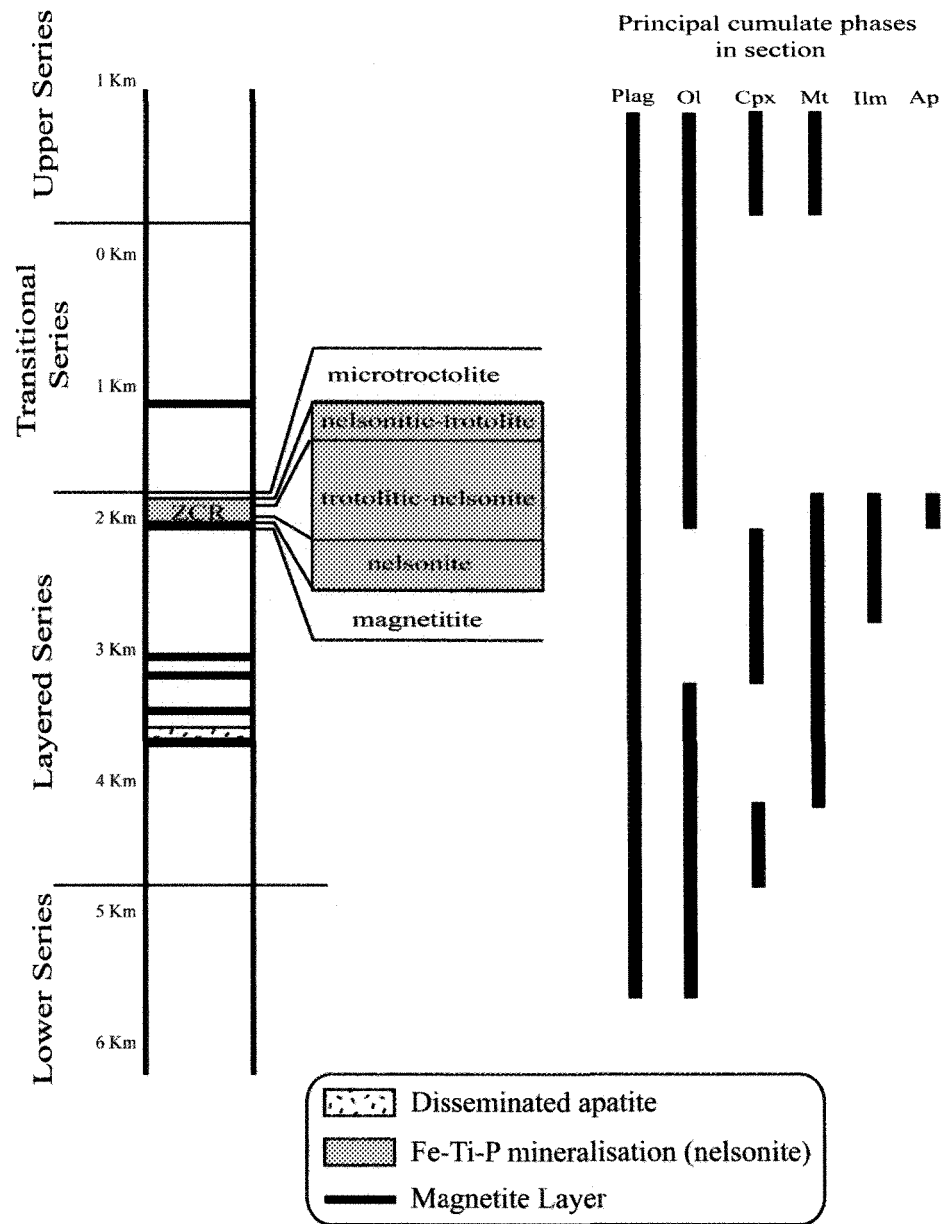 Principal cumulate phases
in section
Plag Ol Cpx Mt Ilm Ap
Upper Series
Transitional
Series
Layered Series
Lower Series
1 Km
0 Km
1 Km
2 Km
3 Km
4 Km
5 Km
6 Km
ZCR
microtroctolite
nelsonitic-trotolite
trotolitic-nelsonite
nelsonite
magnetitite
Disseminated apatite
Fe-Ti-P mineralisation (nelsonite)
Magnetite Layer